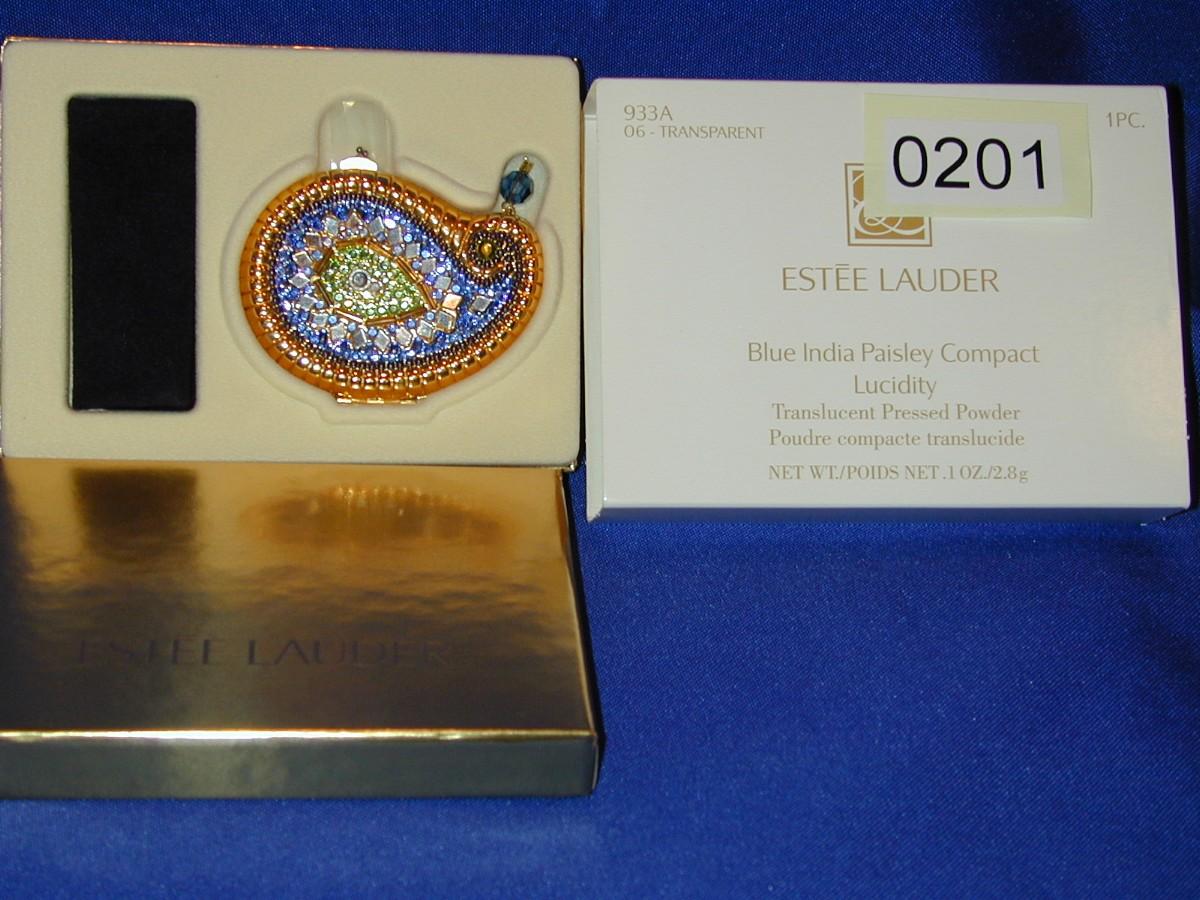 933A
06 - TRANSPARENT
1PC.
0201
ESTĒE LAUDER
Blue India Paisley Compact
Lucidity
Translucent Pressed Powder
Poudre compacte translucide
NET WT./POIDS NET .1 OZ./2.8g
ESTĒE LAUDER